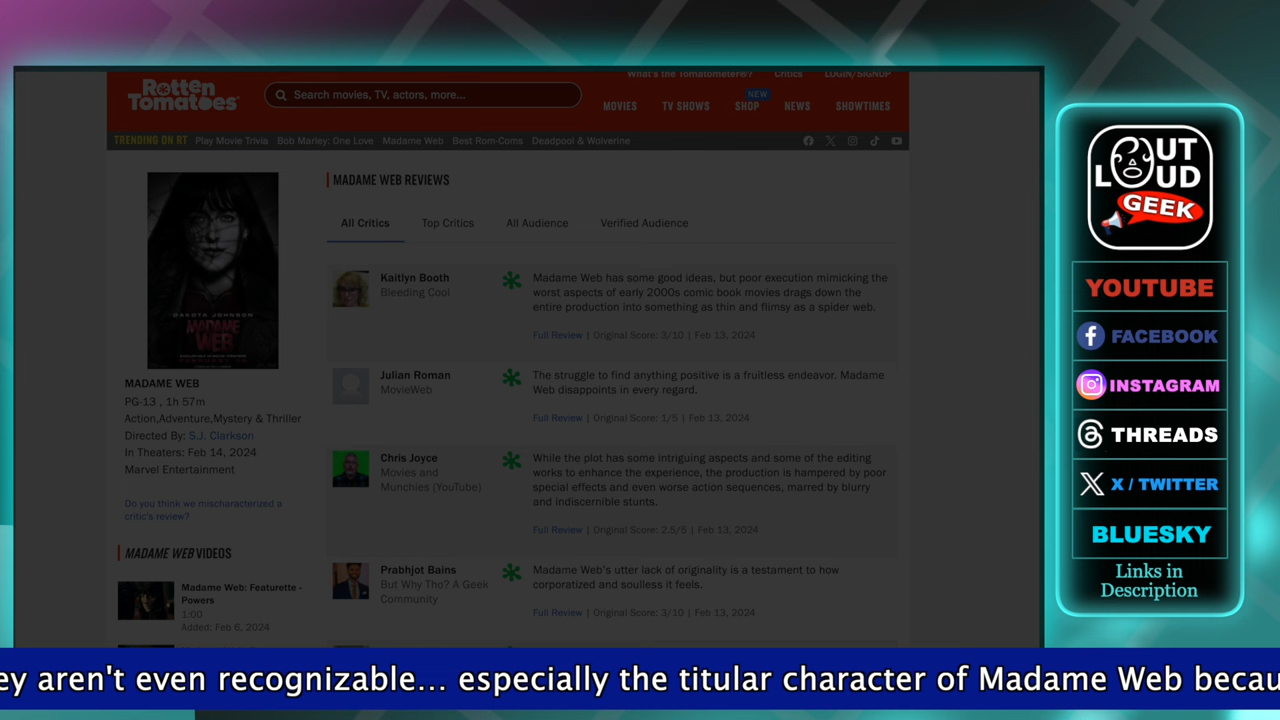 What's the Tomatometer®?
Critics
LOGIN/SIGNUP
Rotten
Tomatoes
Search movies, TV, actors, more...
NEW
MOVIES
TV SHOWS
SHOP
NEWS
SHOWTIMES
TRENDING ON RT
Play Movie Trivia
Bob Marley: One Love
Madame Web
Best Rom-Coms
Deadpool & Wolverine
DAKOTA JOHNSON
MADAME
WEB
MADAME WEB
PG-13 , 1h 57m
Action,Adventure,Mystery & Thriller
Directed By: S.J. Clarkson
In Theaters: Feb 14, 2024
Marvel Entertainment
Do you think we mischaracterized a
critic's review?
MADAME WEB VIDEOS
Madame Web: Featurette -
Powers
1:00
Added: Feb 6, 2024
MADAME WEB REVIEWS
All Critics
Top Critics
All Audience
Verified Audience
Kaitlyn Booth
Bleeding Cool
Madame Web has some good ideas, but poor execution mimicking the
worst aspects of early 2000s comic book movies drags down the
entire production into something as thin and flimsy as a spider web.
Full Review | Original Score: 3/10 | Feb 13, 2024
Julian Roman
MovieWeb
The struggle to find anything positive is a fruitless endeavor. Madame
Web disappoints in every regard.
Full Review | Original Score: 1/5 | Feb 13, 2024
Chris Joyce
Movies and
Munchies (YouTube)
While the plot has some intriguing aspects and some of the editing
works to enhance the experience, the production is hampered by poor
special effects and even worse action sequences, marred by blurry
and indiscernible stunts.
Full Review | Original Score: 2.5/5 | Feb 13, 2024
Prabhjot Bains
But Why Tho? A Geek
Community
Madame Web's utter lack of originality is a testament to how
corporatized and soulless it feels.
Full Review | Original Score: 3/10 | Feb 13, 2024
OUT
LOUD
GEEK
YOUTUBE
FACEBOOK
INSTAGRAM
THREADS
X / TWITTER
BLUESKY
Links in
Description
ey aren't even recognizable... especially the titular character of Madame Web becau